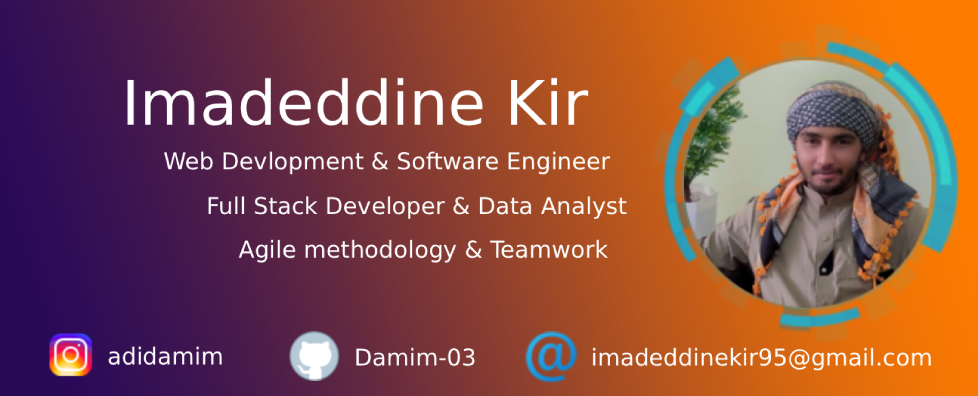 Imadeddine Kir
Web Devlopment & Software Engineer
Full Stack Developer & Data Analyst
Agile methodology & Teamwork
adidamim
Damim-03
@ imadeddinekir95@gmail.com